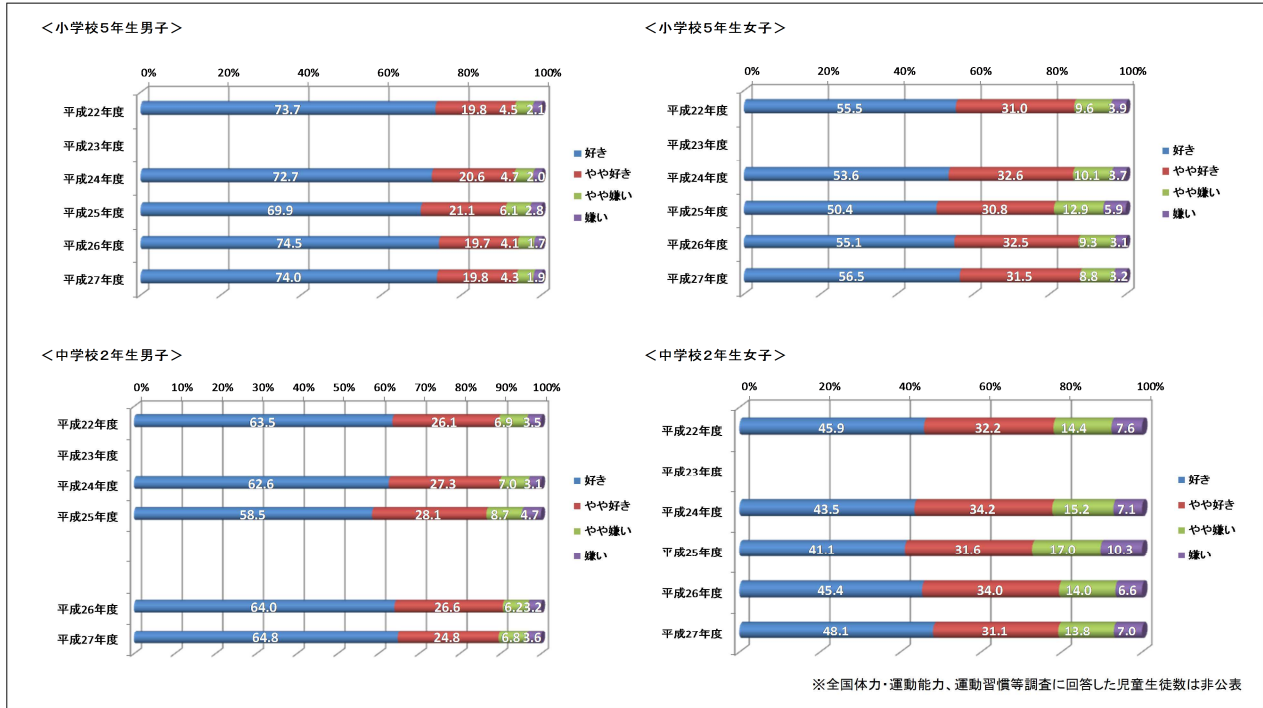 ＜小学校５年生男子＞
0% 20% 40% 60% 80% 100%
平成22年度 73.7 19.8 4.5 2.1
平成23年度
平成24年度 72.7 20.6 4.7 2.0
平成25年度 69.9 21.1 6.1 2.8
平成26年度 74.5 19.7 4.1 1.7
平成27年度 74.0 19.8 4.3 1.9
好き
やや好き
やや嫌い
嫌い
＜小学校５年生女子＞
0% 20% 40% 60% 80% 100%
平成22年度 55.5 31.0 9.6 3.9
平成23年度
平成24年度 53.6 32.6 10.1 3.7
平成25年度 50.4 30.8 12.9 5.9
平成26年度 55.1 32.5 9.3 3.1
平成27年度 56.5 31.5 8.8 3.2
好き
やや好き
やや嫌い
嫌い
＜中学校２年生男子＞
0% 10% 20% 30% 40% 50% 60% 70% 80% 90% 100%
平成22年度 63.5 26.1 6.9 3.5
平成23年度
平成24年度 62.6 27.3 7.0 3.1
平成25年度 58.5 28.1 8.7 4.7
平成26年度 64.0 26.6 6.2 3.2
平成27年度 64.8 24.8 6.8 3.6
好き
やや好き
やや嫌い
嫌い
＜中学校２年生女子＞
0% 20% 40% 60% 80% 100%
平成22年度 45.9 32.2 14.4 7.6
平成23年度
平成24年度 43.5 34.2 15.2 7.1
平成25年度 41.1 31.6 17.0 10.3
平成26年度 45.4 34.0 14.0 6.6
平成27年度 48.1 31.1 13.8 7.0
好き
やや好き
やや嫌い
嫌い
※全国体力・運動能力、運動習慣等調査に回答した児童生徒数は非公表